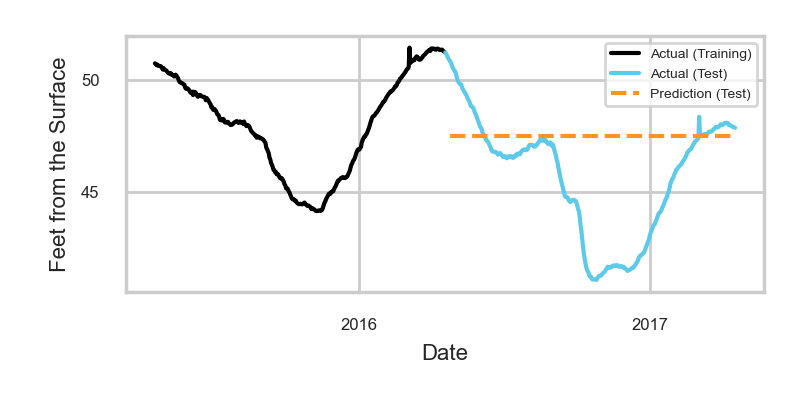 Actual (Training)
Actual (Test)
Prediction (Test)
50
45
Feet from the Surface
2016
2017
Date